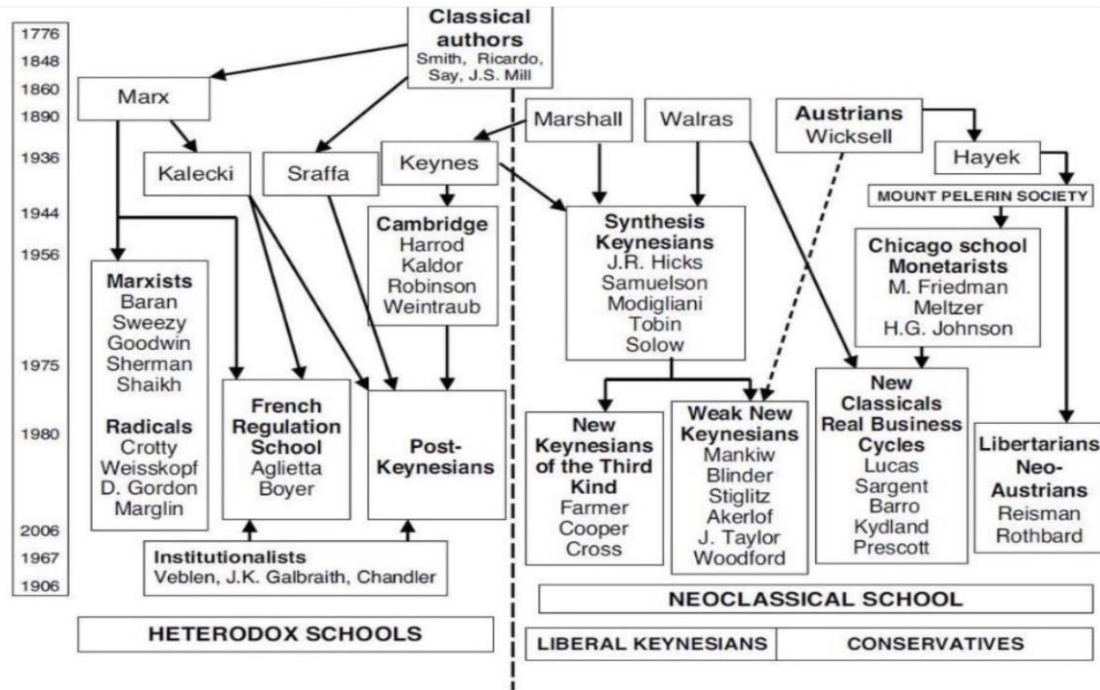 1776
1848
1860
1890
1936
1944
1956
1975
1980
2006
1967
1906
Classical
authors
Smith, Ricardo,
Say, J.S. Mill
Marx
Kalecki
Sraffa
Keynes
Marshall
Walras
Austrians
Wicksell
Hayek
MOUNT PELERIN SOCIETY
Cambridge
Harrod
Kaldor
Robinson
Weintraub
Synthesis
Keynesians
J.R. Hicks
Samuelson
Modigliani
Tobin
Solow
Chicago school
Monetarists
M. Friedman
Meltzer
H.G. Johnson
Marxists
Baran
Sweezy
Goodwin
Sherman
Shaikh
Radicals
Crotty
Weisskopf
D. Gordon
Marglin
French
Regulation
School
Aglietta
Boyer
Post-
Keynesians
New
Keynesians
of the Third
Kind
Farmer
Cooper
Cross
Weak New
Keynesians
Mankiw
Blinder
Stiglitz
Akerlof
J. Taylor
Woodford
New
Classicals
Real Business
Cycles
Lucas
Sargent
Barro
Kydland
Prescott
Libertarians
Neo-
Austrians
Reisman
Rothbard
Institutionalists
Veblen, J.K. Galbraith, Chandler
HETERODOX SCHOOLS
NEOCLASSICAL SCHOOL
LIBERAL KEYNESIANS
CONSERVATIVES